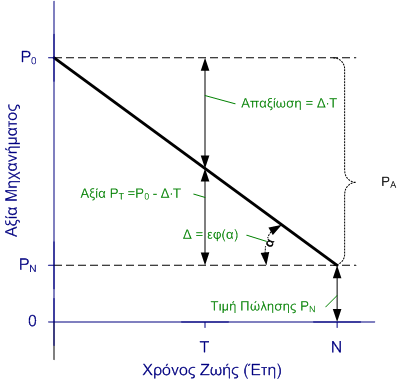 P0
Απαξίωση = Δ·Τ
PA
Αξία Μηχανήματος
Αξία PT =P0 - Δ·Τ
Δ = εφ(α)
α
PN
Τιμή Πώλησης PN
0
T
N
Χρόνος Ζωής (Έτη)